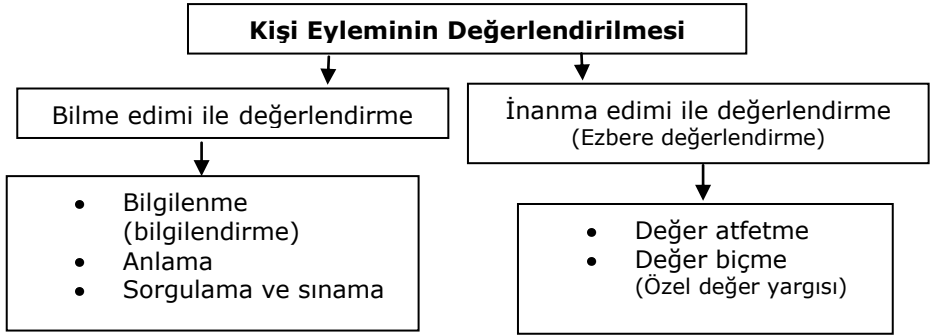 Kişi Eyleminin Değerlendirilmesi
Bilme edimi ile değerlendirme
İnanma edimi ile değerlendirme
(Ezbere değerlendirme)
• Bilgilenme
(bilgilendirme)
• Anlama
• Sorgulama ve sınama
• Değer atfetme
• Değer biçme
(Özel değer yargısı)